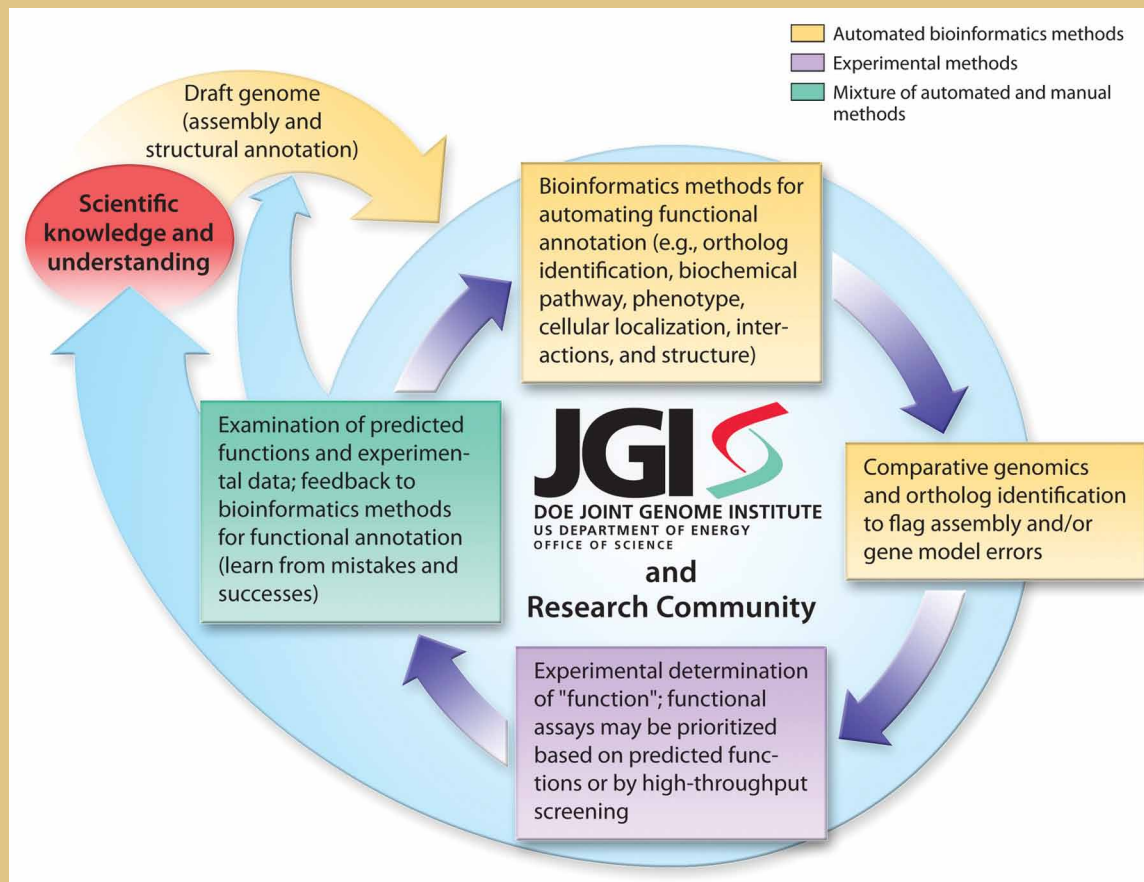 Automated bioinformatics methods
Experimental methods
Mixture of automated and manual
methods
Draft genome
(assembly and
structural annotation)
Scientific
knowledge and
understanding
Bioinformatics methods for
automating functional
annotation (e.g., ortholog
identification, biochemical
pathway, phenotype,
cellular localization, inter-
actions, and structure)
Comparative genomics
and ortholog identification
to flag assembly and/or
gene model errors
Examination of predicted
functions and experimen-
tal data; feedback to
bioinformatics methods
for functional annotation
(learn from mistakes and
successes)
JGI
DOE JOINT GENOME INSTITUTE
US DEPARTMENT OF ENERGY
OFFICE OF SCIENCE
and
Research Community
Experimental determination
of "function"; functional
assays may be prioritized
based on predicted func-
tions or by high-throughput
screening